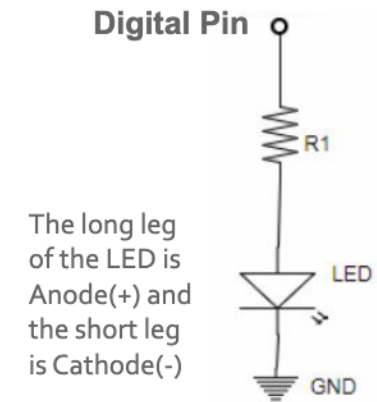 Digital Pin
R1
The long leg
of the LED is
Anode(+) and
the short leg
is Cathode(-)
LED
GND